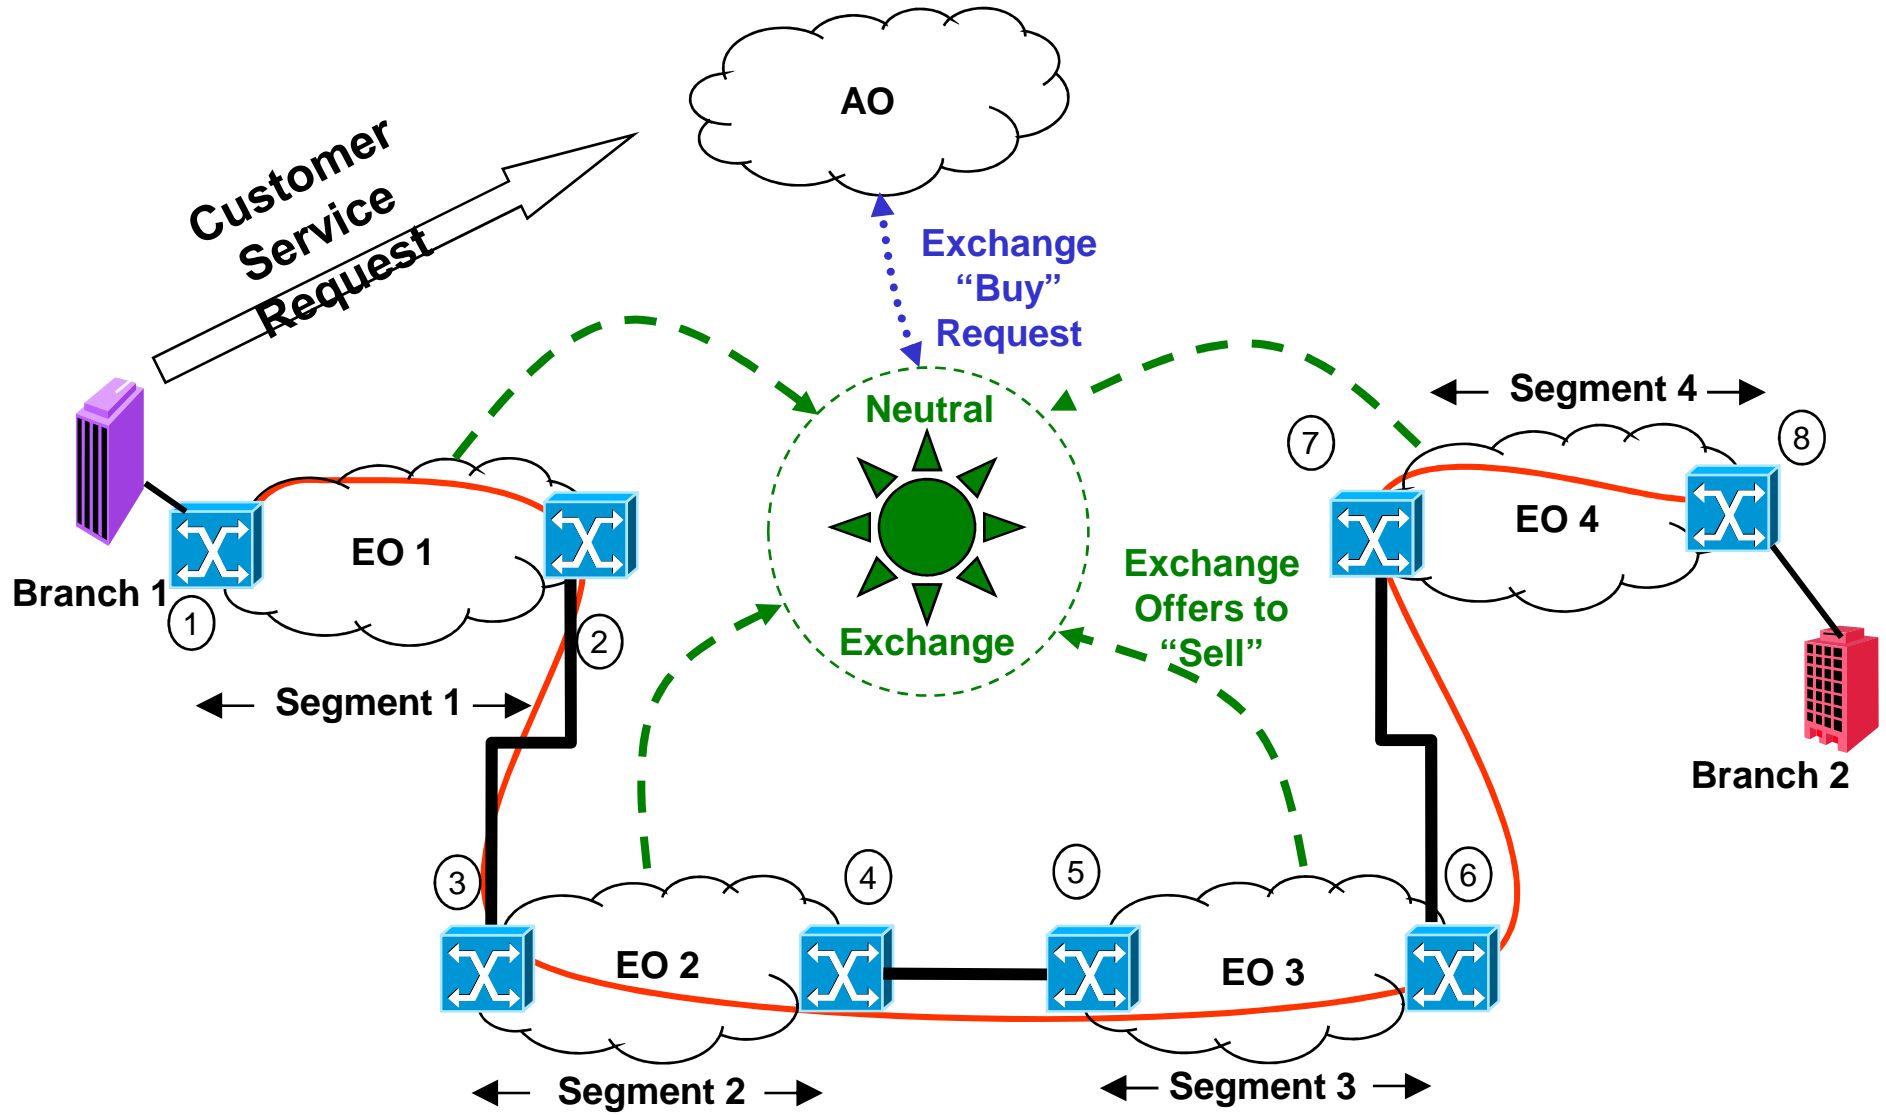 AO
Customer
Service
Request
Exchange
“Buy”
Request
Neutral
Exchange
Segment 4
7
8
EO 1
EO 4
Branch 1
1
2
Exchange
Offers to
“Sell”
Segment 1
Branch 2
3
4
5
6
EO 2
EO 3
Segment 2
Segment 3